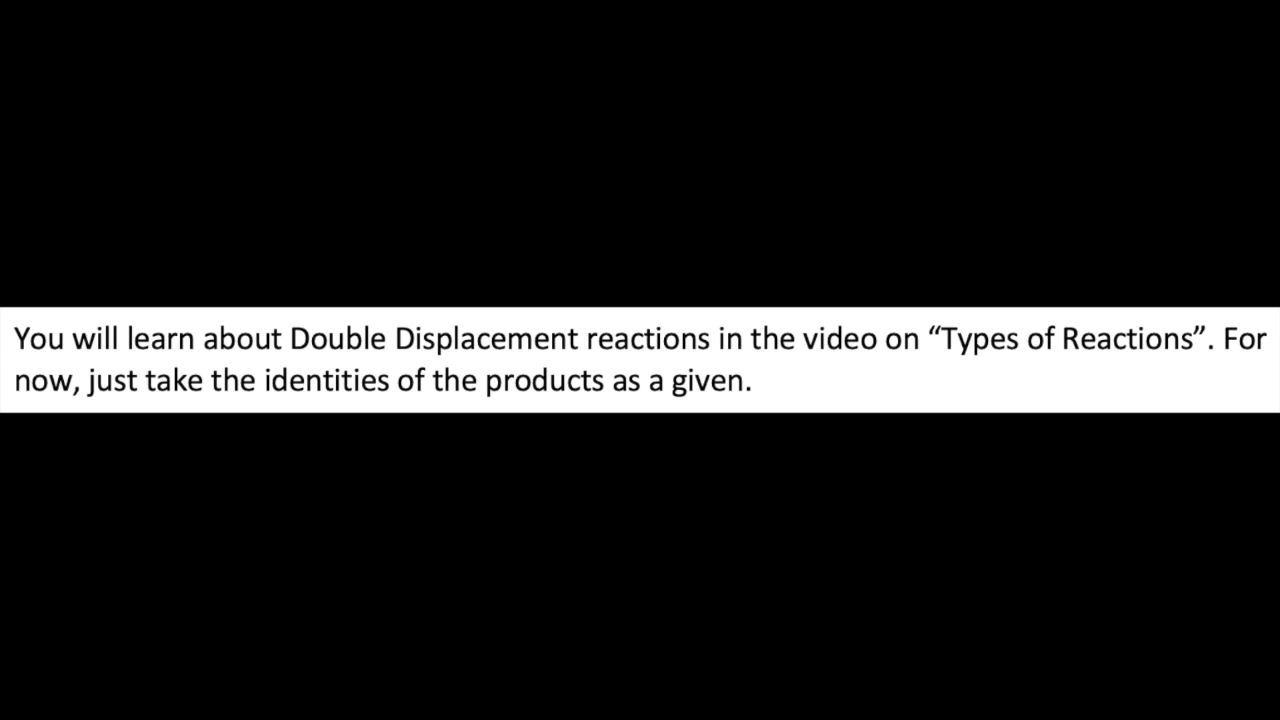 You will learn about Double Displacement reactions in the video on “Types of Reactions”. For
now, just take the identities of the products as a given.